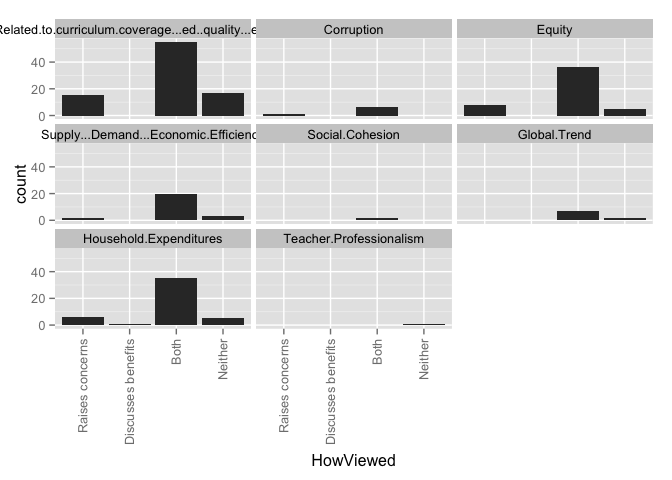 Related.to.curriculum.coverage...ed..quality...e
Corruption
Equity
40
20
0
Supply...Demand...Economic.Efficienc
Social.Cohesion
Global.Trend
40
20
0
Household.Expenditures
Teacher.Professionalism
40
20
0
count
Raises concerns
Discusses benefits
Both
Neither
Raises concerns
Discusses benefits
Both
Neither
HowViewed